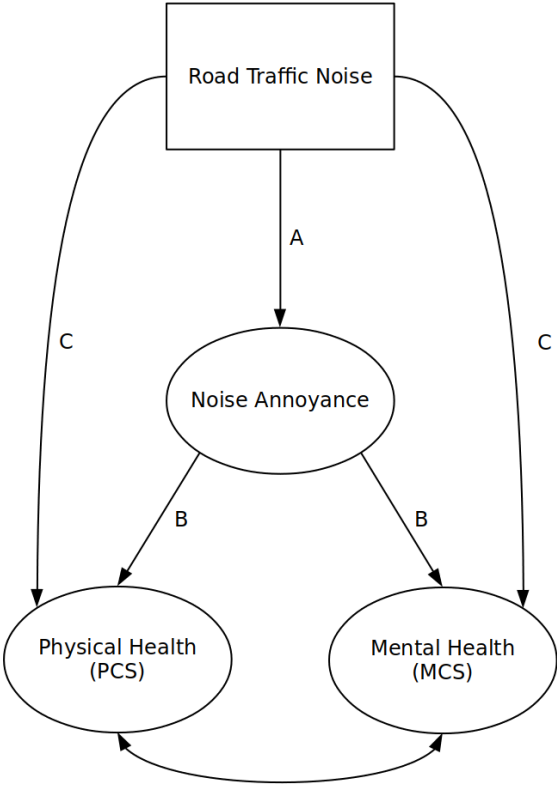 Road Traffic Noise
A
C
C
Noise Annoyance
B
B
Physical Health
(PCS)
Mental Health
(MCS)